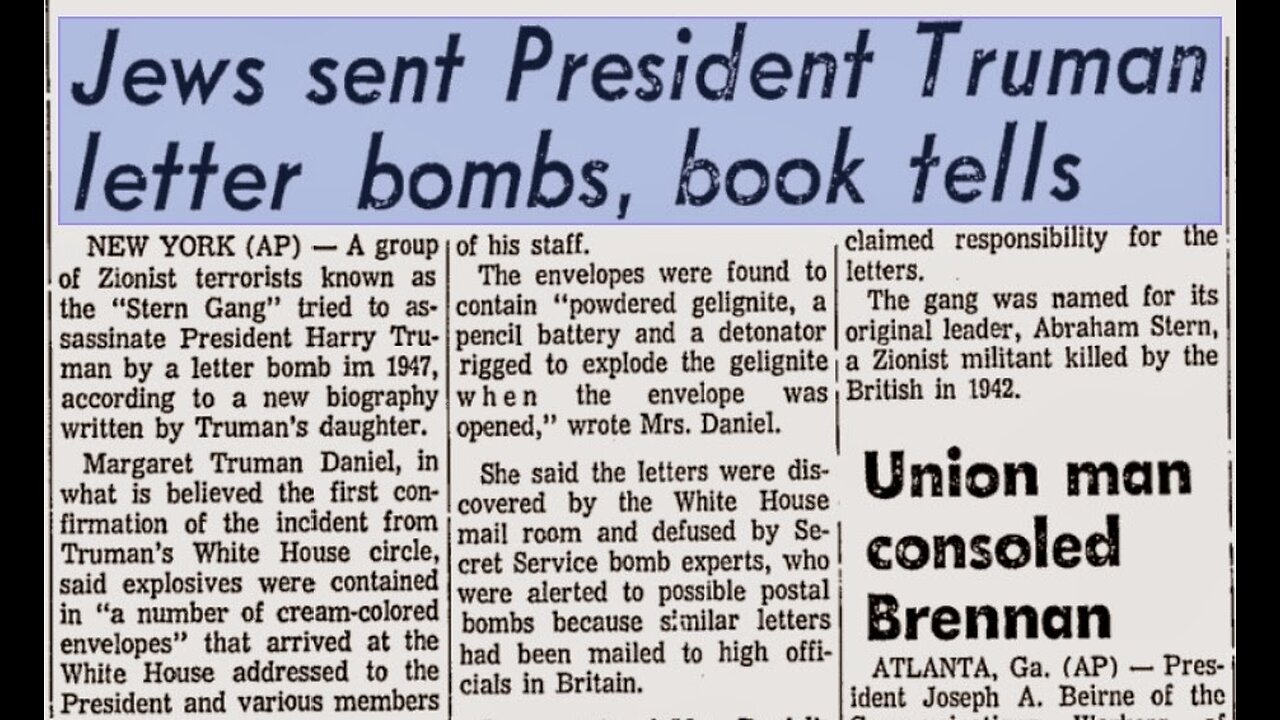 Jews sent President Truman
letter bombs, book tells
NEW YORK (AP) — A group
of Zionist terrorists known as
the "Stern Gang" tried to as-
sassinate President Harry Tru-
man by a letter bomb im 1947,
according to a new biography
written by Truman's daughter.
Margaret Truman Daniel, in
what is believed the first con-
firmation of the incident from
Truman's White House circle,
said explosives were contained
in "a number of cream-colored
envelopes" that arrived at the
White House addressed to the
President and various members
of his staff.
The envelopes were found to
contain "powdered gelignite, a
pencil battery and a detonator
rigged to explode the gelignite
when the envelope was
opened," wrote Mrs. Daniel.
She said the letters were dis-
covered by the White House
mail room and defused by Se-
cret Service bomb experts, who
were alerted to possible postal
bombs because similar letters
had been mailed to high offi-
cials in Britain.
claimed responsibility for the
letters.
The gang was named for its
original leader, Abraham Stern,
a Zionist militant killed by the
British in 1942.
Union man
consoled
Brennan
ATLANTA, Ga. (AP) — Pres-
ident Joseph A. Beirne of the